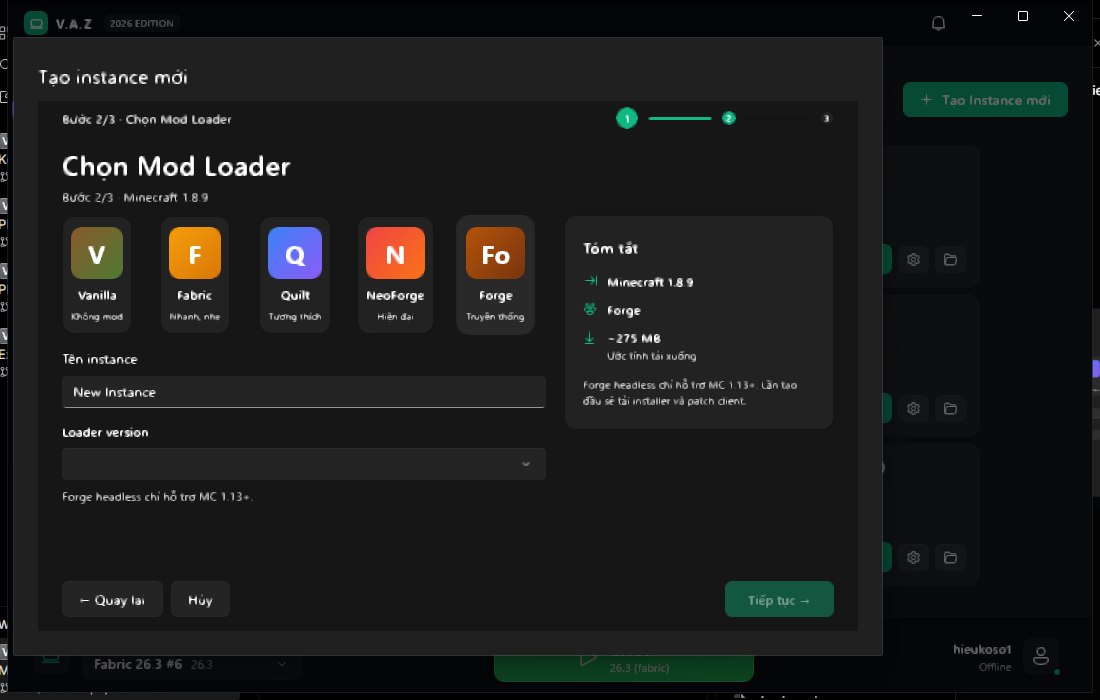 V.A.Z 2026 EDITION
Tạo instance mới
+ Tạo Instance mới
Bước 2/3 · Chọn Mod Loader
1 2 3
Chọn Mod Loader
Bước 2/3 · Minecraft 1.8.9
V F Q N Fo
Vanilla Fabric Quilt NeoForge Forge
Không mod Nhanh, nhẹ Tương thích Hiện đại Truyền thống
Tóm tắt
Minecraft 1.8.9
Forge
~275 MB
Ước tính tải xuống
Forge headless chỉ hỗ trợ MC 1.13+. Lần tạo
đầu sẽ tải installer và patch client.
Tên instance
New Instance
Loader version
Forge headless chỉ hỗ trợ MC 1.13+.
← Quay lại Hủy Tiếp tục →
Fabric 26.3 #6 26.3
26.3 (fabric)
hieukoso1
Offline